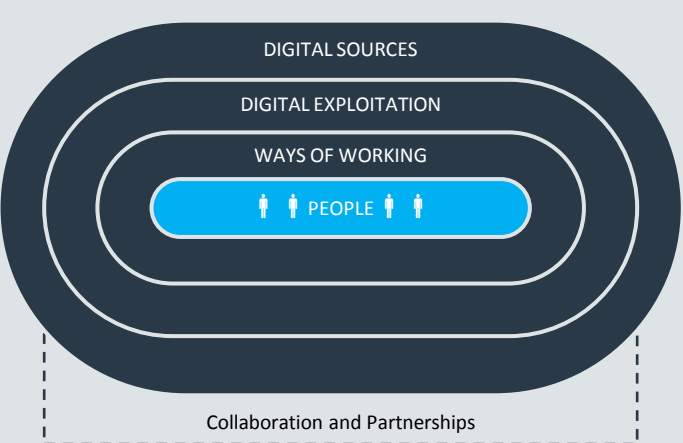 DIGITAL SOURCES
DIGITAL EXPLOITATION
WAYS OF WORKING
PEOPLE
Collaboration and Partnerships